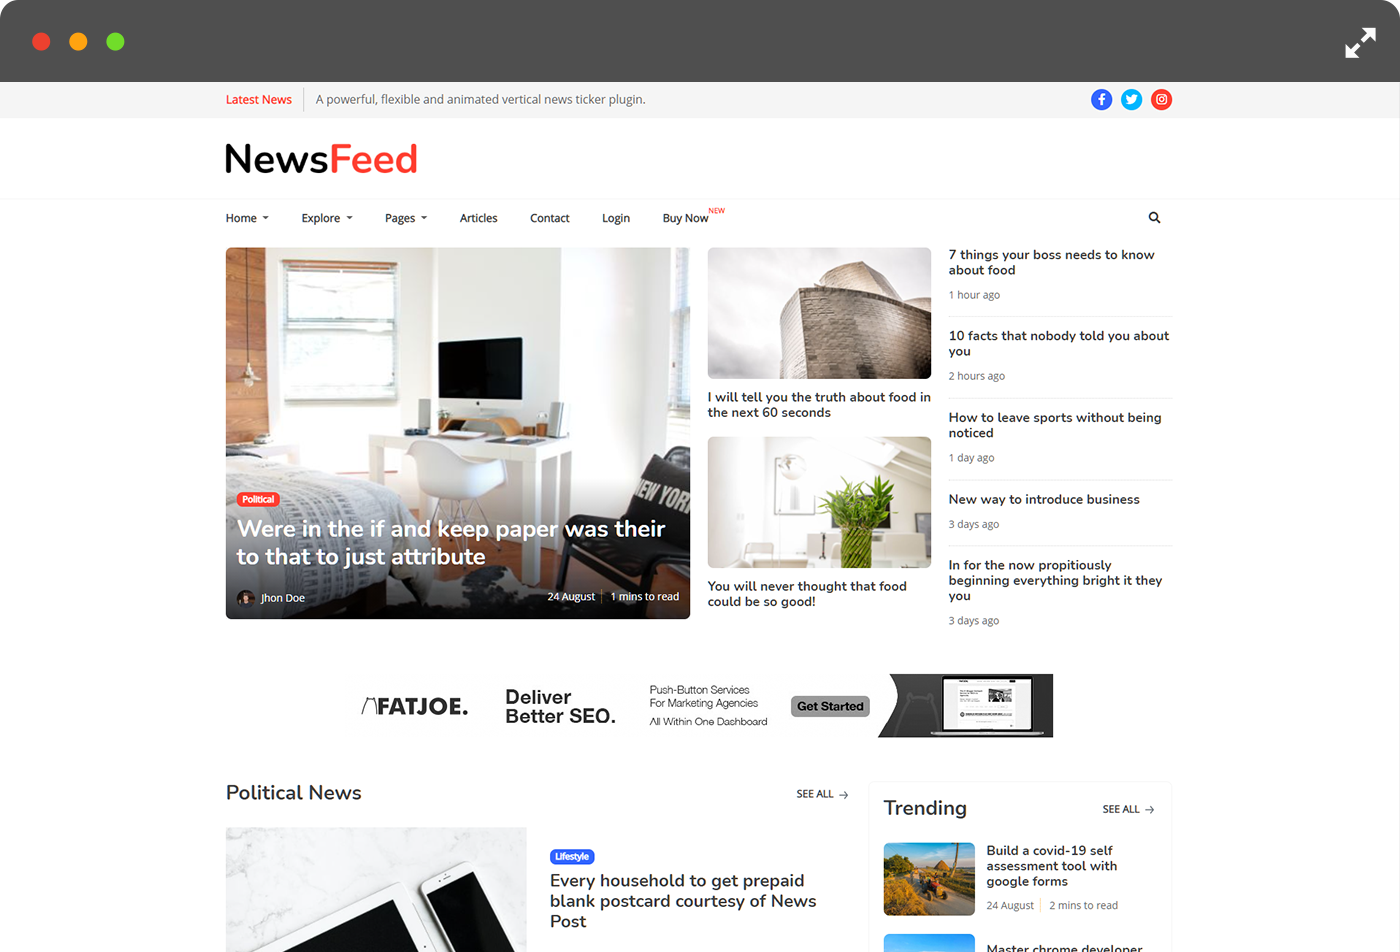 Latest News
A powerful, flexible and animated vertical news ticker plugin.
NewsFeed
Home
Explore
Pages
Articles
Contact
Login
Buy Now NEW
NEW YORK
Political
Were in the if and keep paper was their
to that to just attribute
Jhon Doe
24 August
1 mins to read
I will tell you the truth about food in
the next 60 seconds
You will never thought that food
could be so good!
7 things your boss needs to know
about food
1 hour ago
10 facts that nobody told you about
you
2 hours ago
How to leave sports without being
noticed
1 day ago
New way to introduce business
3 days ago
In for the now propitiously
beginning everything bright it they
you
3 days ago
FATJOE.
Deliver
Better SEO.
Push-Button Services
For Marketing Agencies
All Within One Dashboard
Get Started
Political News
SEE ALL
Lifestyle
Every household to get prepaid
blank postcard courtesy of News
Post
Trending
SEE ALL
Build a covid-19 self
assessment tool with
google forms
24 August
2 mins to read
Master chrome developer